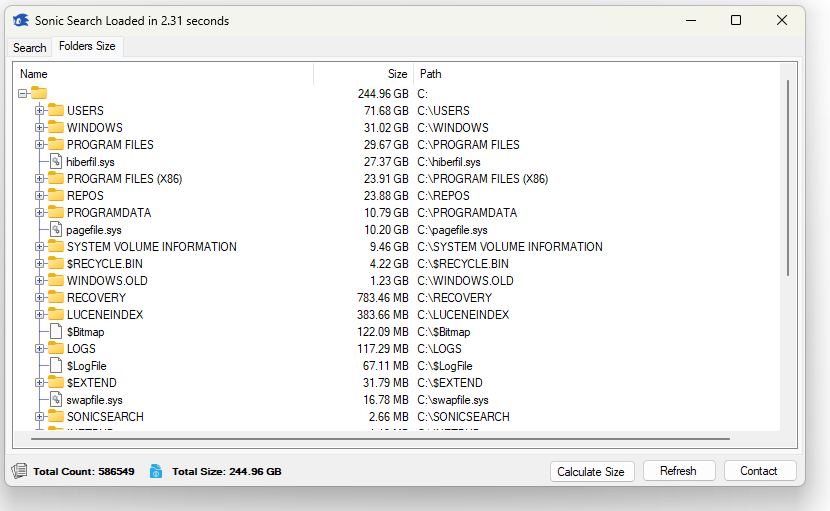 Sonic Search Loaded in 2.31 seconds
Search Folders Size
Name Size Path
244.96 GB C:
USERS 71.68 GB C:\USERS
WINDOWS 31.02 GB C:\WINDOWS
PROGRAM FILES 29.67 GB C:\PROGRAM FILES
hiberfil.sys 27.37 GB C:\hiberfil.sys
PROGRAM FILES (X86) 23.91 GB C:\PROGRAM FILES (X86)
REPOS 23.88 GB C:\REPOS
PROGRAMDATA 10.79 GB C:\PROGRAMDATA
pagefile.sys 10.20 GB C:\pagefile.sys
SYSTEM VOLUME INFORMATION 9.46 GB C:\SYSTEM VOLUME INFORMATION
$RECYCLE.BIN 4.22 GB C:\$RECYCLE.BIN
WINDOWS.OLD 1.23 GB C:\WINDOWS.OLD
RECOVERY 783.46 MB C:\RECOVERY
LUCENEINDEX 383.66 MB C:\LUCENEINDEX
$Bitmap 122.09 MB C:\$Bitmap
LOGS 117.29 MB C:\LOGS
$LogFile 67.11 MB C:\$LogFile
$EXTEND 31.79 MB C:\$EXTEND
swapfile.sys 16.78 MB C:\swapfile.sys
SONICSEARCH 2.66 MB C:\SONICSEARCH
Total Count: 586549 Total Size: 244.96 GB Calculate Size Refresh Contact